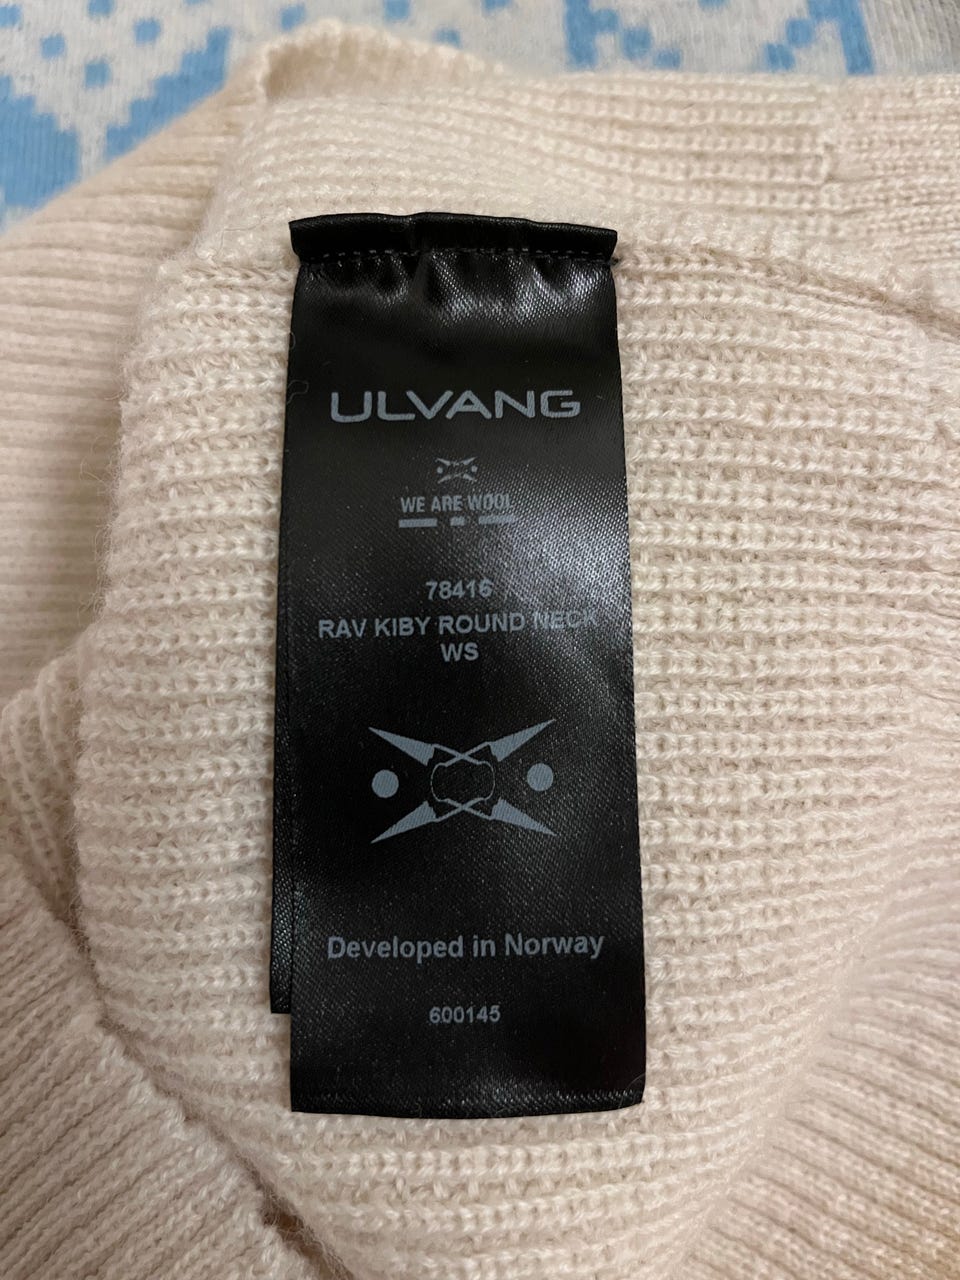 ULVANG
WE ARE WOOL
78416
RAV KIBY ROUND NECK
WS
Developed in Norway
600145